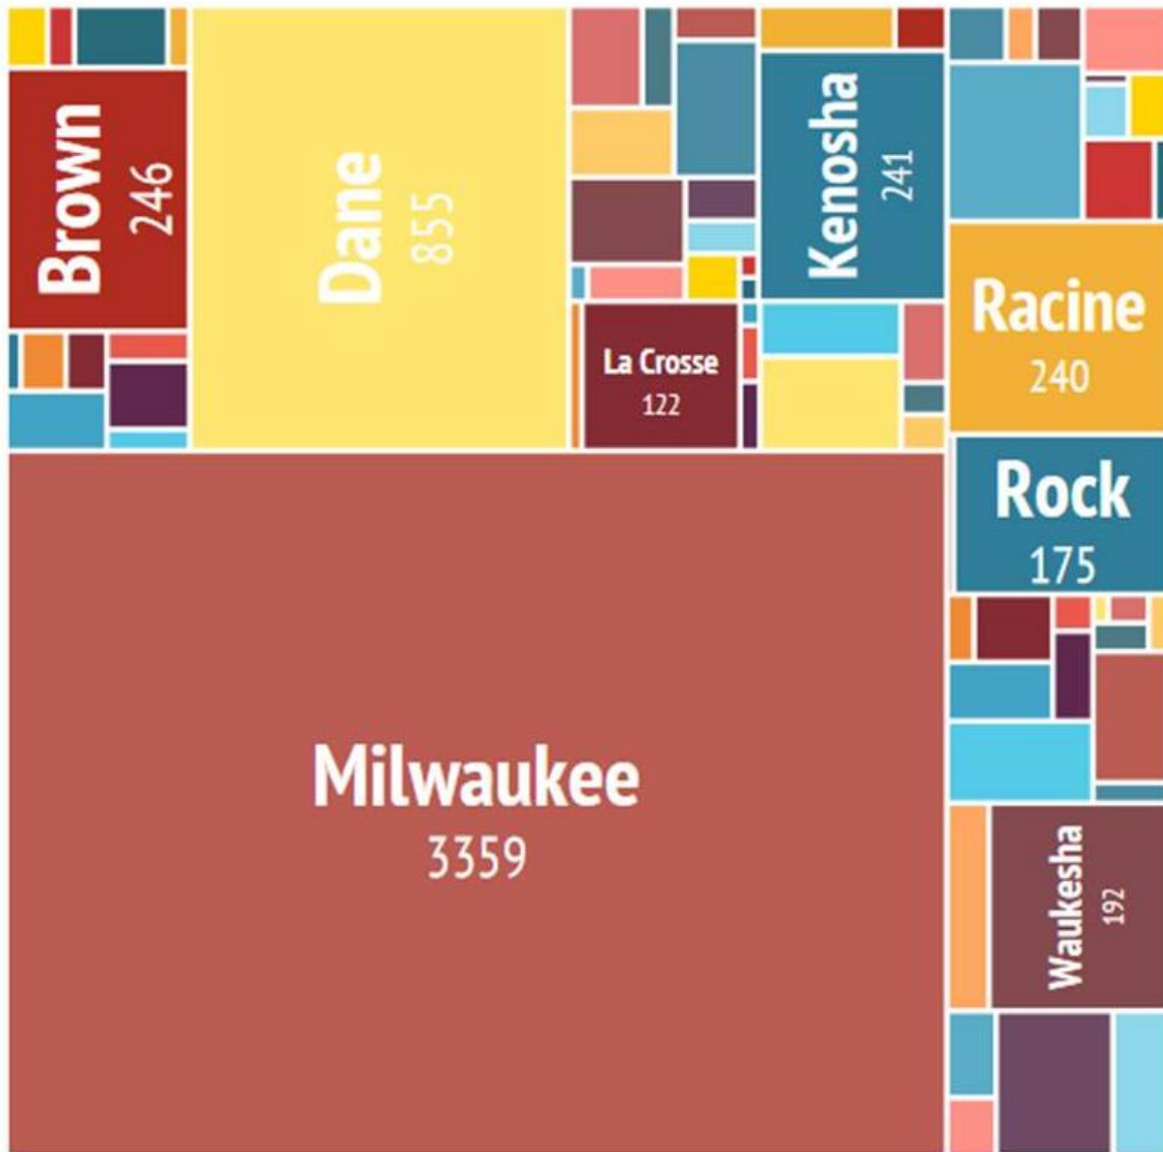 Brown
246
Dane
855
La Crosse
122
Kenosha
241
Racine
240
Rock
175
Milwaukee
3359
Waukesha
192